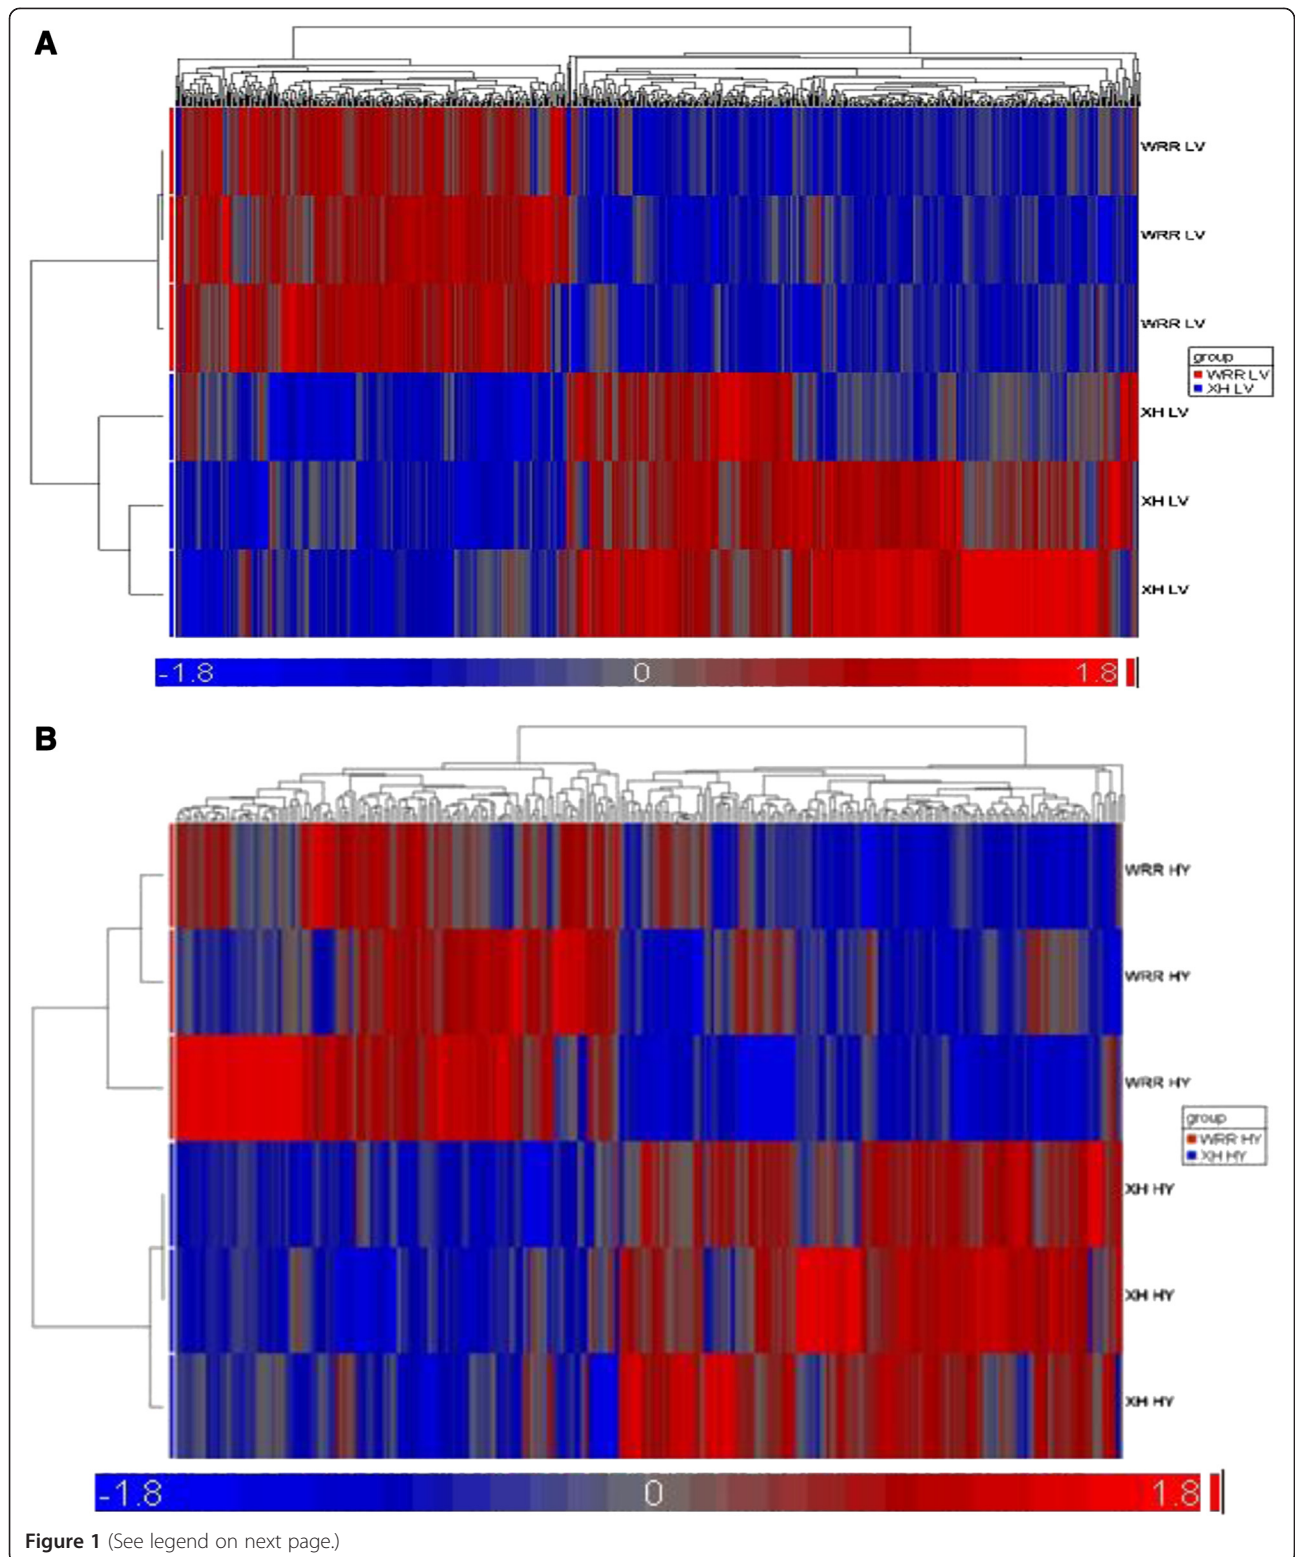 A
WRR LV
WRR LV
WRR LV
group
WRR LV
XH LV
XH LV
XH LV
XH LV
-1.8 0 1.8
B
WRR HY
WRR HY
WRR HY
group
WRR HY
XH HY
XH HY
XH HY
XH HY
-1.8 0 1.8
Figure 1 (See legend on next page.)